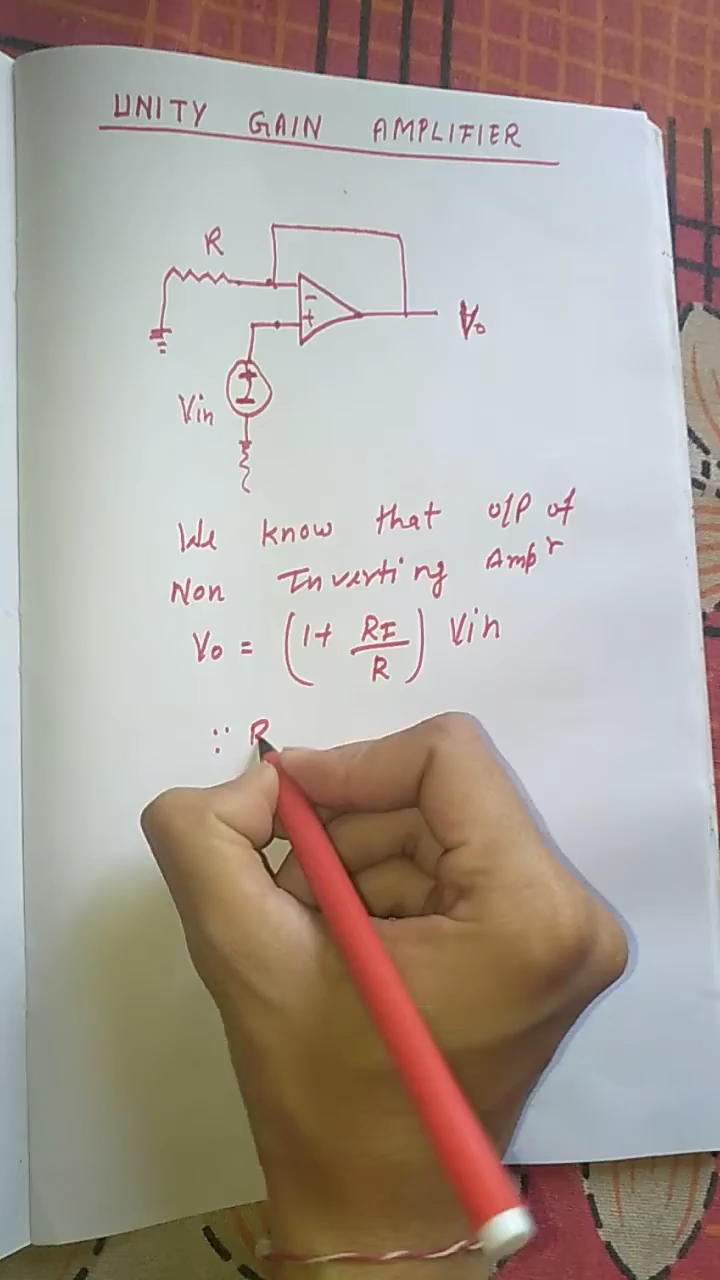 UNITY GAIN AMPLIFIER
R
-
+
Vo
Vin
We know that O/P of
Non Inverting Ampr
Vo = (1+ RF/R) Vin
∵ R